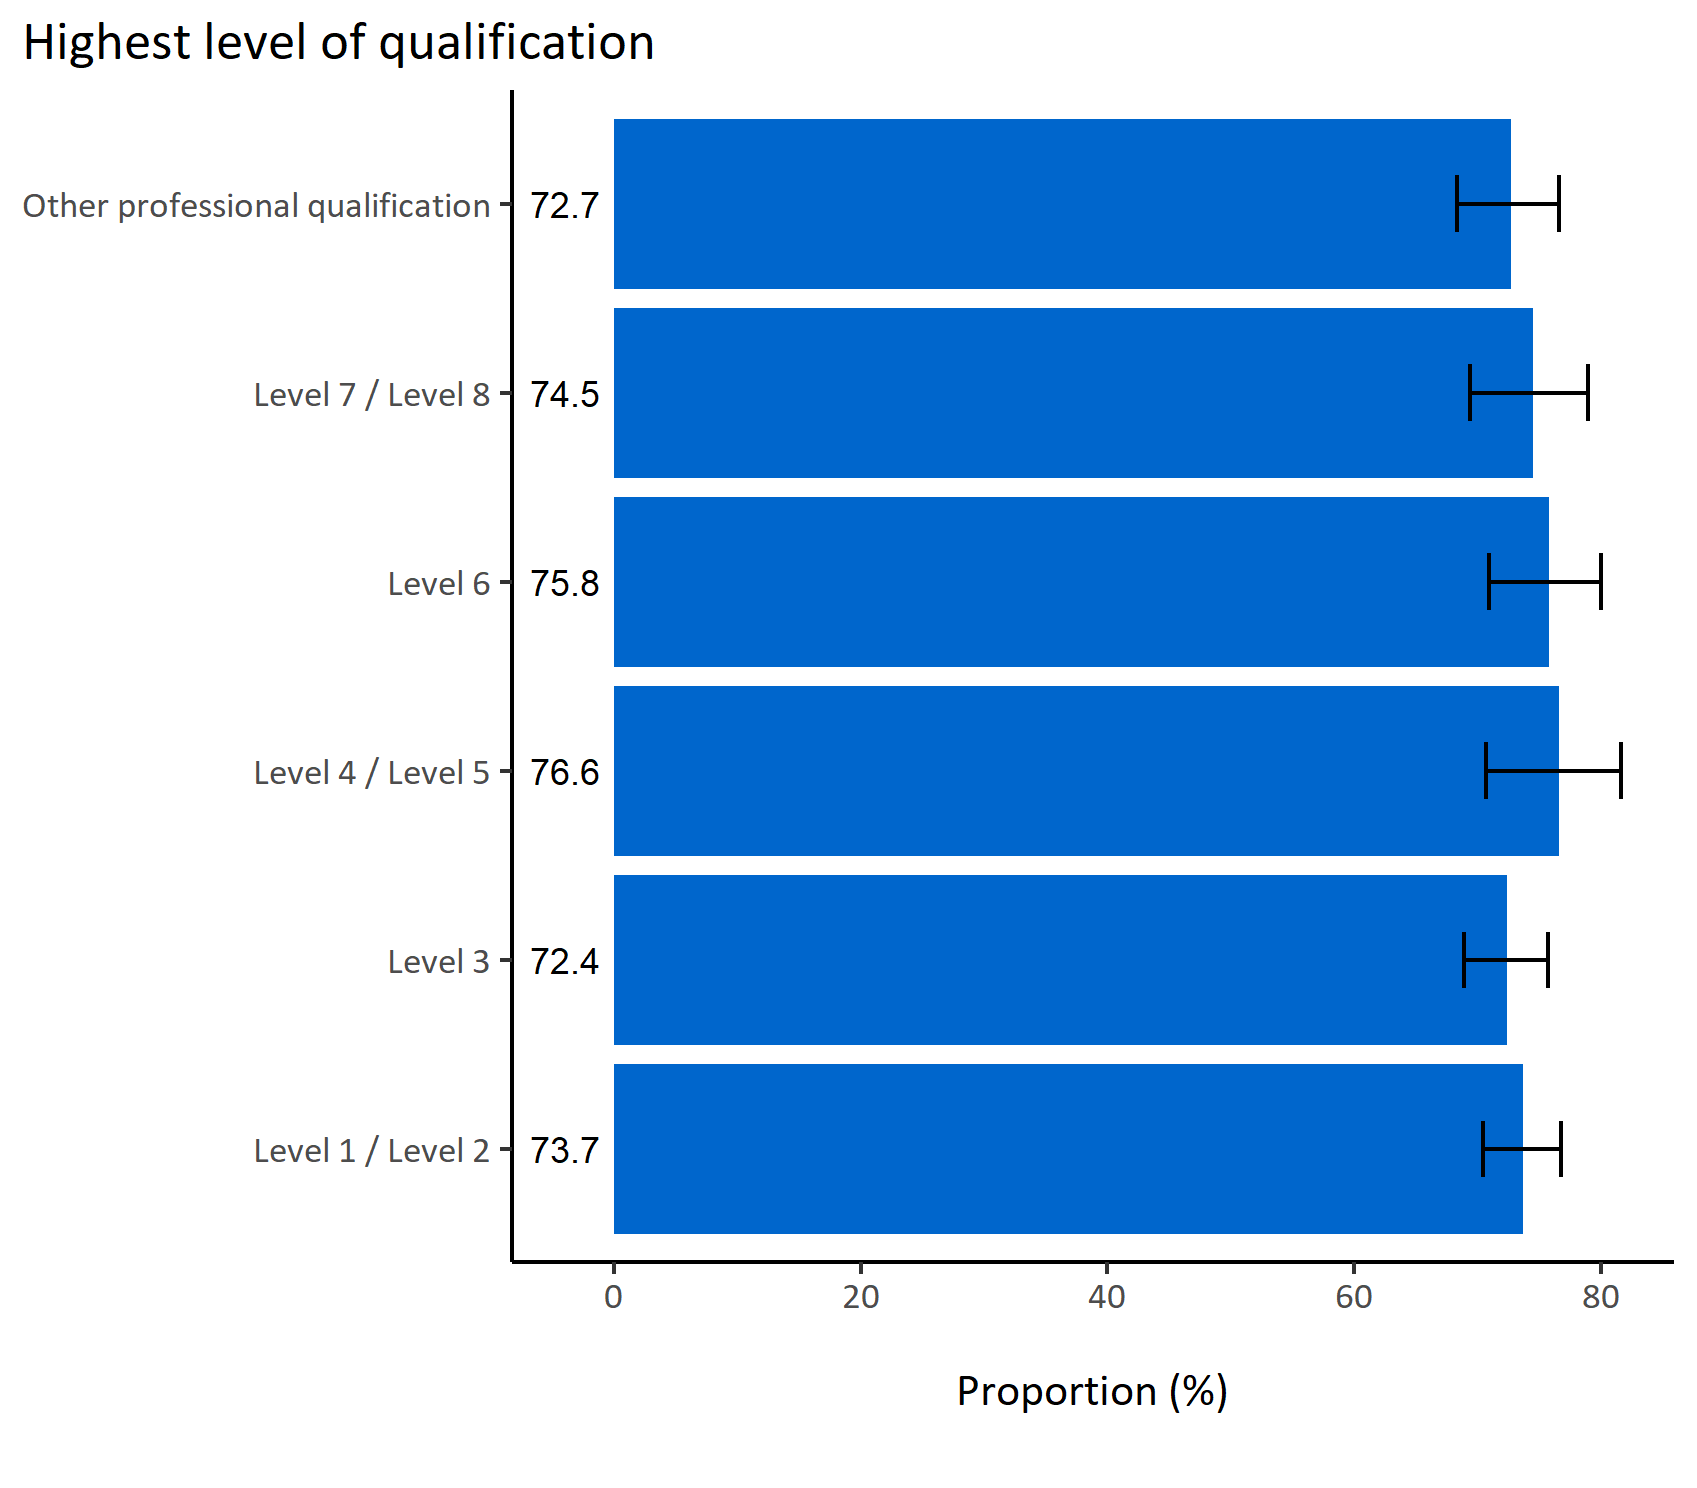 Highest level of qualification
Other professional qualification 72.7
Level 7 / Level 8 74.5
Level 6 75.8
Level 4 / Level 5 76.6
Level 3 72.4
Level 1 / Level 2 73.7
0 20 40 60 80
Proportion (%)